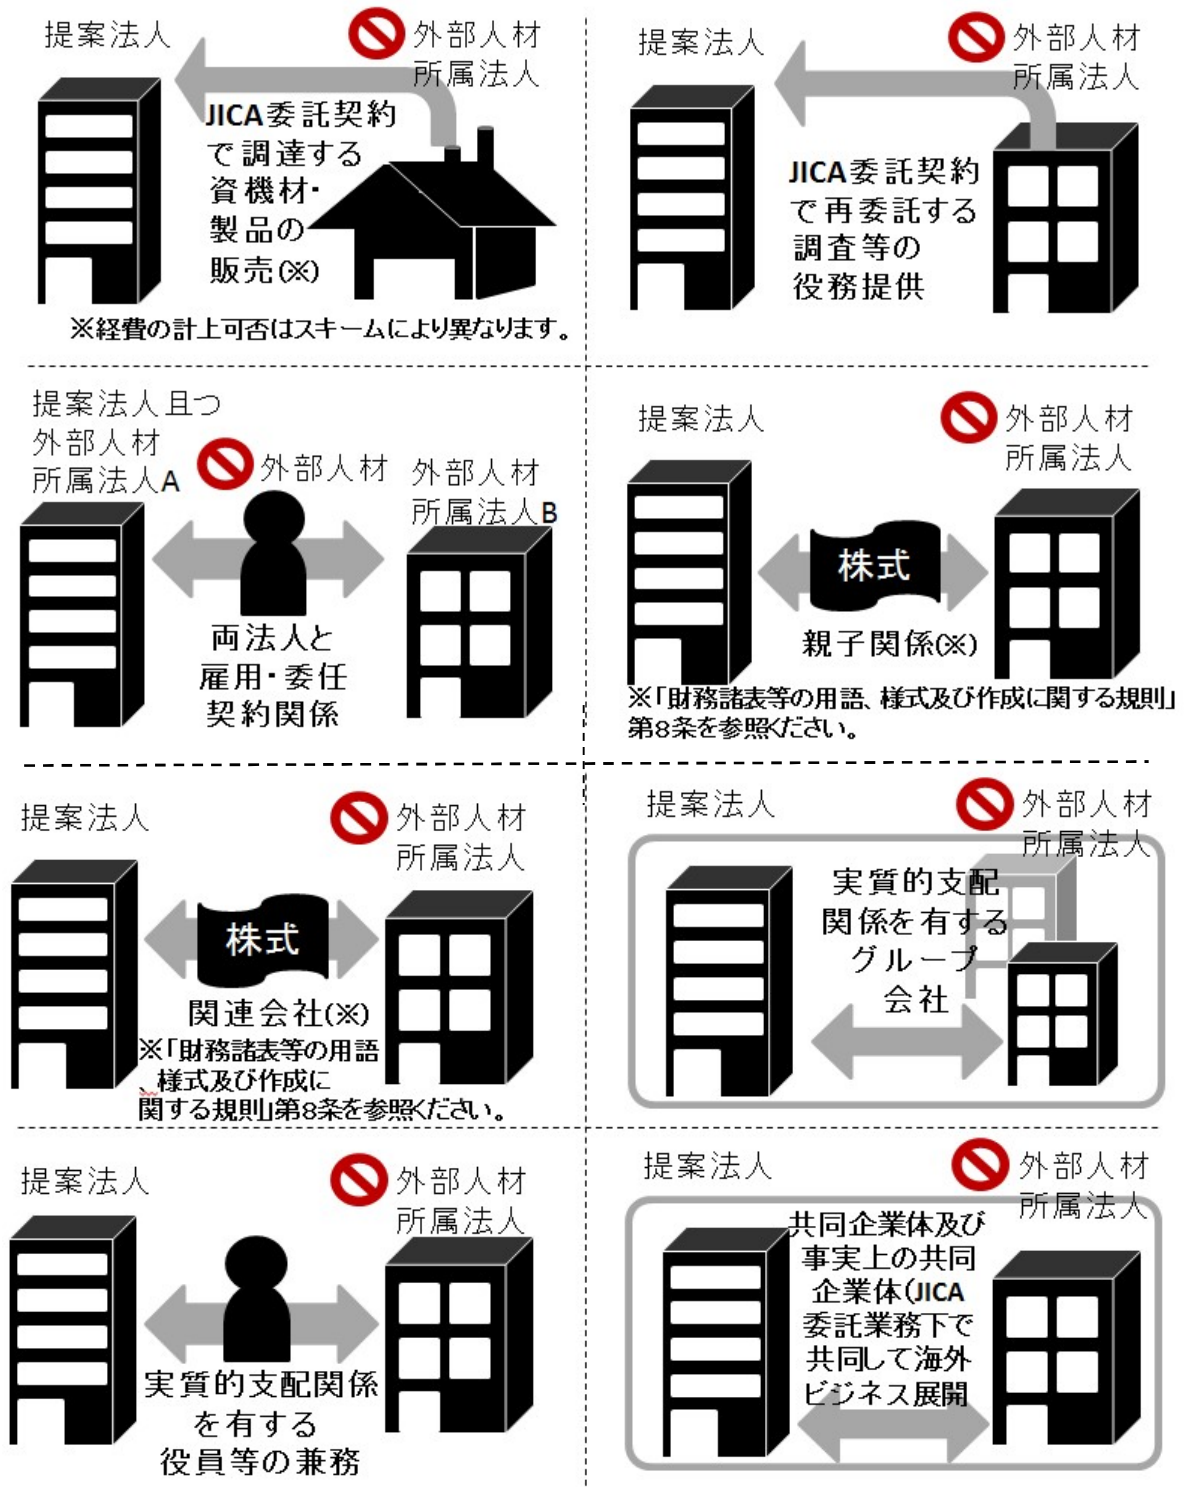 提案法人
外部人材
所属法人
JICA委託契約
で調達する
資機材・
製品の
販売(※)
※経費の計上可否はスキームにより異なります。
提案法人
外部人材
所属法人
JICA委託契約
で再委託する
調査等の
役務提供
提案法人且つ
外部人材
所属法人A
外部人材
外部人材
所属法人B
両法人と
雇用・委任
契約関係
提案法人
外部人材
所属法人
株式
親子関係(※)
※「財務諸表等の用語、様式及び作成に関する規則」
第8条を参照ください。
提案法人
外部人材
所属法人
株式
関連会社(※)
※「財務諸表等の用語
、様式及び作成に
関する規則」第8条を参照ください。
提案法人
外部人材
所属法人
実質的支配
関係を有する
グループ
会社
提案法人
外部人材
所属法人
実質的支配関係
を有する
役員等の兼務
提案法人
外部人材
所属法人
共同企業体及び
事実上の共同
企業体(JICA
委託業務下で
共同して海外
ビジネス展開